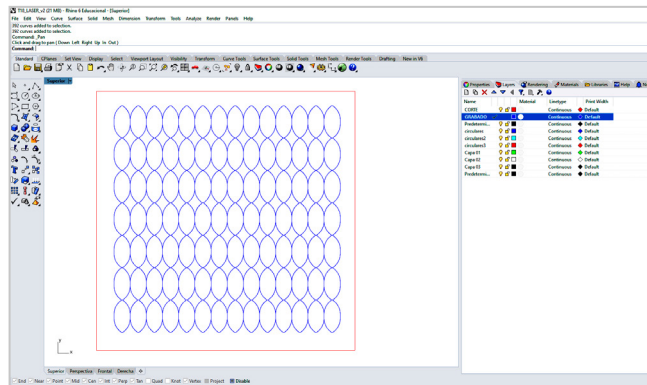 TSU_LASER_v2 (21 MB) - Rhino 6 Educacional - [Superior]
File Edit View Curve Surface Solid Mesh Dimension Transform Tools Analyze Render Panels Help
392 curves added to selection.
392 curves added to selection.
Command: _Pan
Click and drag to pan ( Down Left Right Up In Out )
Command:
Standard CPlanes Set View Display Select Viewport Layout Visibility Transform Curve Tools Surface Tools Solid Tools Mesh Tools Render Tools Drafting New in V6
Superior
Properties Layers Rendering Materials Libraries Help
Name Material Linetype Print Width
CORTE Continuous Default
GRABADO Continuous Default
Predetermi... Continuous Default
circulares Continuous Default
circulares2 Continuous Default
circulares3 Continuous Default
Capa 01 Continuous Default
Capa 02 Continuous Default
Capa 03 Continuous Default
Predetermi... Continuous Default
y
x
Superior Perspectiva Frontal Derecha
End Near Point Mid Cen Int Perp Tan Quad Knot Vertex Project Disable